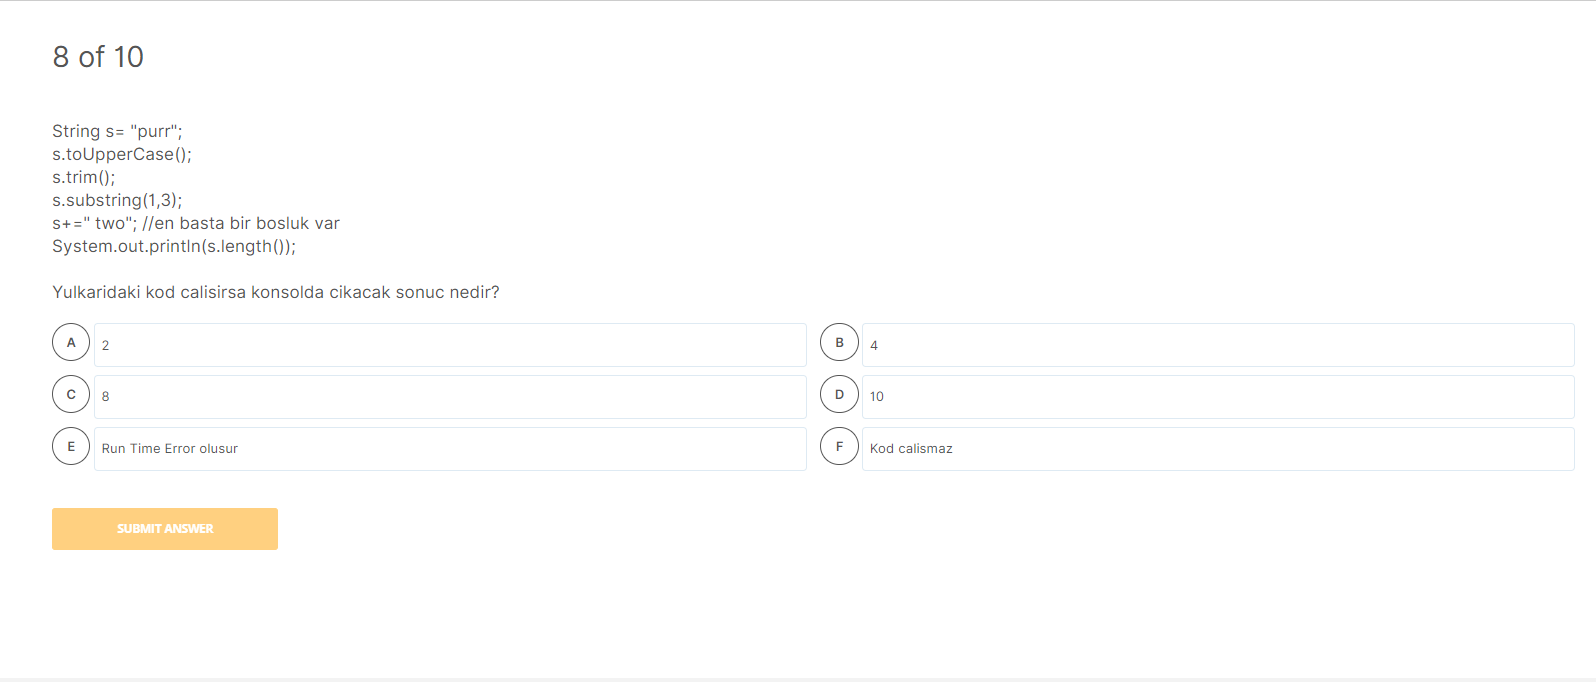 8 of 10
String s= "purr";
s.toUpperCase();
s.trim();
s.substring(1,3);
s+=" two"; //en basta bir bosluk var
System.out.println(s.length());
Yulkaridaki kod calisirsa konsolda cikacak sonuc nedir?
A 2
B 4
C 8
D 10
E Run Time Error olusur
F Kod calismaz
SUBMIT ANSWER